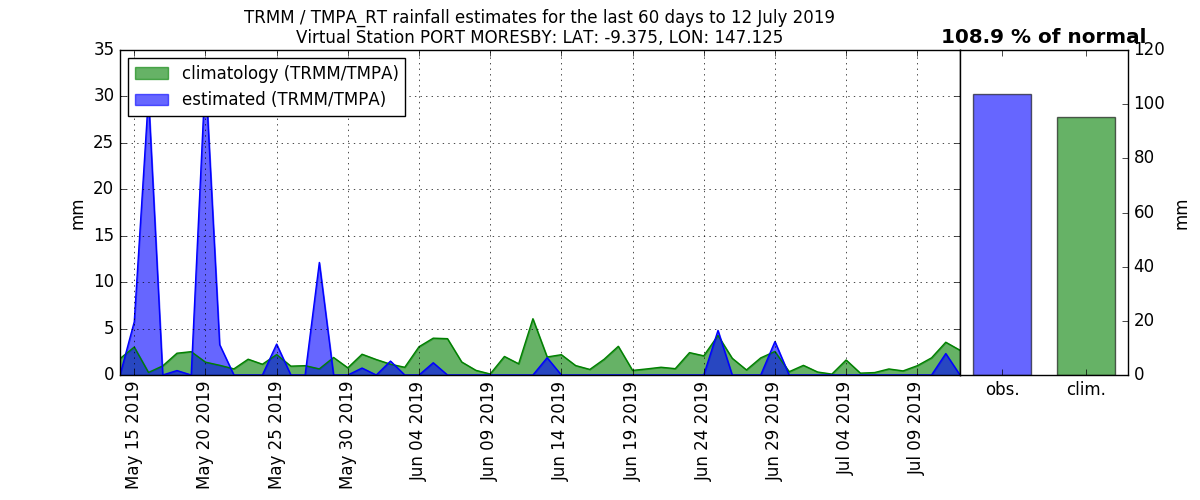 TRMM / TMPA_RT rainfall estimates for the last 60 days to 12 July 2019
Virtual Station PORT MORESBY: LAT: -9.375, LON: 147.125
108.9 % of normal
climatology (TRMM/TMPA)
estimated (TRMM/TMPA)
35
30
25
20
15
10
5
0
mm
May 15 2019
May 20 2019
May 25 2019
May 30 2019
Jun 04 2019
Jun 09 2019
Jun 14 2019
Jun 19 2019
Jun 24 2019
Jun 29 2019
Jul 04 2019
Jul 09 2019
obs.
clim.
120
100
80
60
40
20
0
mm